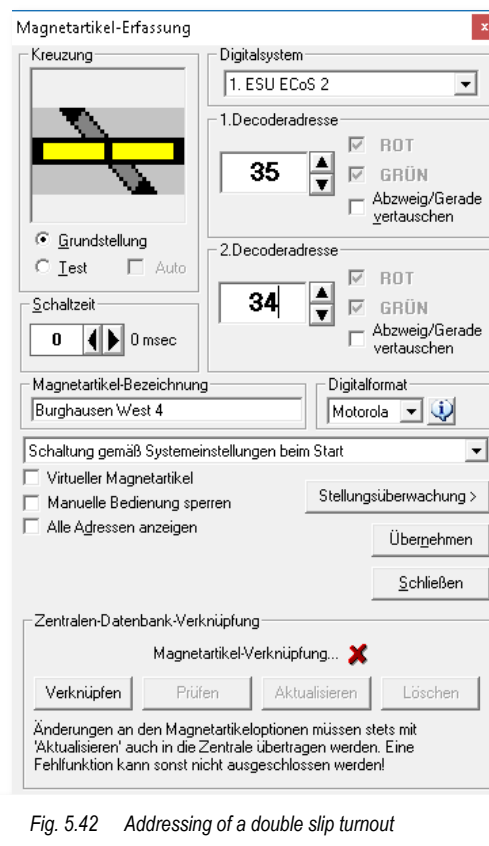 Magnetartikel-Erfassung
x
Kreuzung
Grundstellung
Test Auto
Schaltzeit
0 0 msec
Digitalsystem
1. ESU ECoS 2
1.Decoderadresse
35
ROT
GRÜN
Abzweig/Gerade
vertauschen
2.Decoderadresse
34
ROT
GRÜN
Abzweig/Gerade
vertauschen
Magnetartikel-Bezeichnung
Burghausen West 4
Digitalformat
Motorola i
Schaltung gemäß Systemeinstellungen beim Start
Virtueller Magnetartikel
Manuelle Bedienung sperren
Alle Adressen anzeigen
Stellungsüberwachung >
Übernehmen
Schließen
Zentralen-Datenbank-Verknüpfung
Magnetartikel-Verknüpfung...
Verknüpfen Prüfen Aktualisieren Löschen
Änderungen an den Magnetartikeloptionen müssen stets mit
'Aktualisieren' auch in die Zentrale übertragen werden. Eine
Fehlfunktion kann sonst nicht ausgeschlossen werden!
Fig. 5.42 Addressing of a double slip turnout